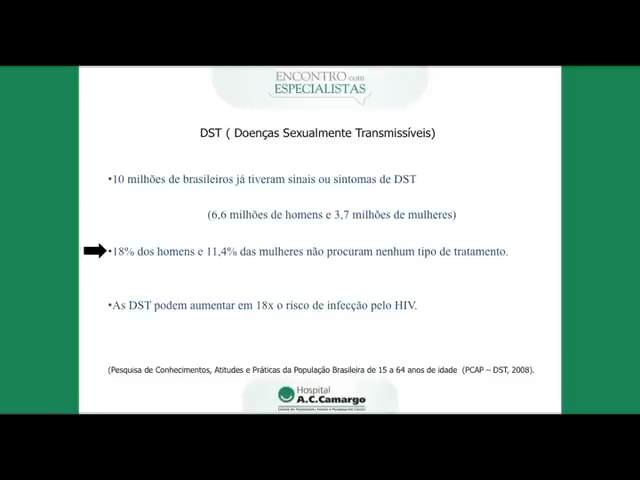 ENCONTRO com
ESPECIALISTAS
DST ( Doenças Sexualmente Transmissíveis)
•10 milhões de brasileiros já tiveram sinais ou sintomas de DST
(6,6 milhões de homens e 3,7 milhões de mulheres)
•18% dos homens e 11,4% das mulheres não procuram nenhum tipo de tratamento.
•As DST podem aumentar em 18x o risco de infecção pelo HIV.
(Pesquisa de Conhecimentos, Atitudes e Práticas da População Brasileira de 15 a 64 anos de idade (PCAP – DST, 2008).
Hospital
A.C.Camargo